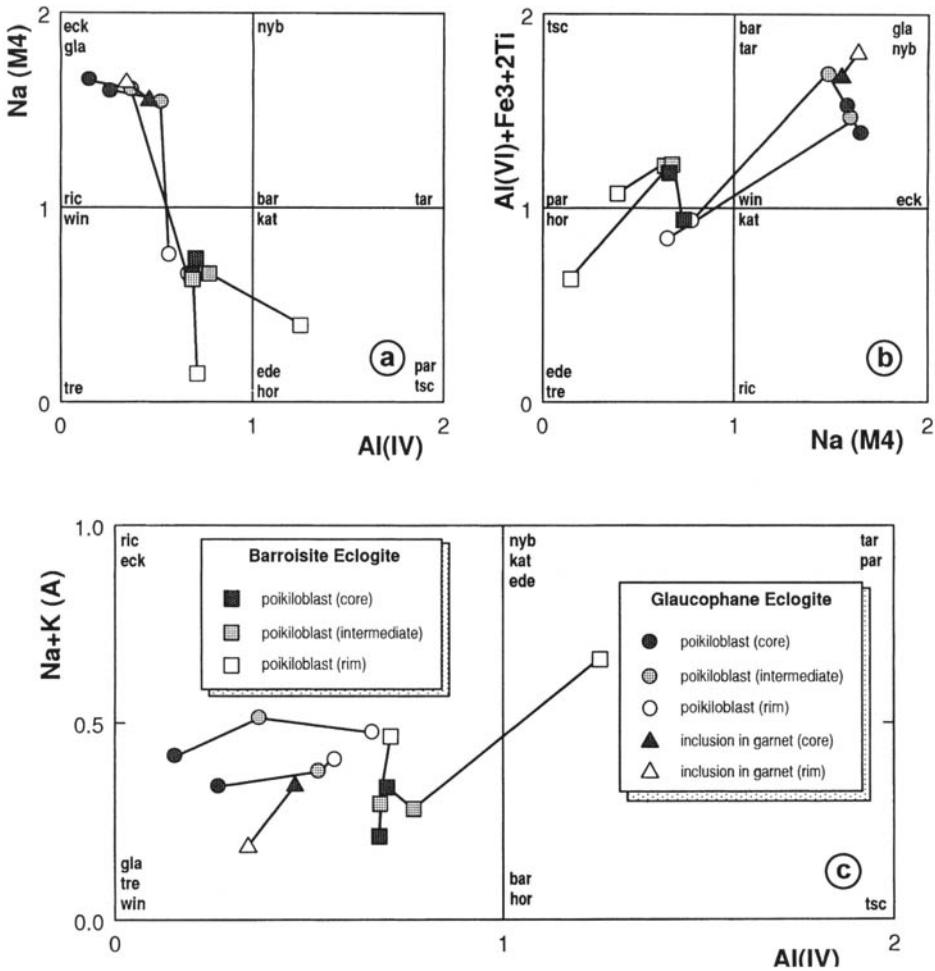 2
eck
gla
nyb
Na (M4)
ric
win
bar
kat
tar
1
tre
ede
hor
par
tsc
a
0
0
1
2
Al(IV)
2
tsc
bar
tar
gla
nyb
Al(VI)+Fe3+2Ti
par
hor
win
kat
eck
1
ede
tre
ric
b
0
0
1
2
Na (M4)
1.0
ric
eck
nyb
kat
ede
tar
par
Barroisite Eclogite
poikiloblast (core)
poikiloblast (intermediate)
poikiloblast (rim)
Glaucophane Eclogite
poikiloblast (core)
poikiloblast (intermediate)
poikiloblast (rim)
inclusion in garnet (core)
inclusion in garnet (rim)
Na+K (A)
0.5
gla
tre
win
bar
hor
tsc
c
0.0
0
1
2
Al(IV)